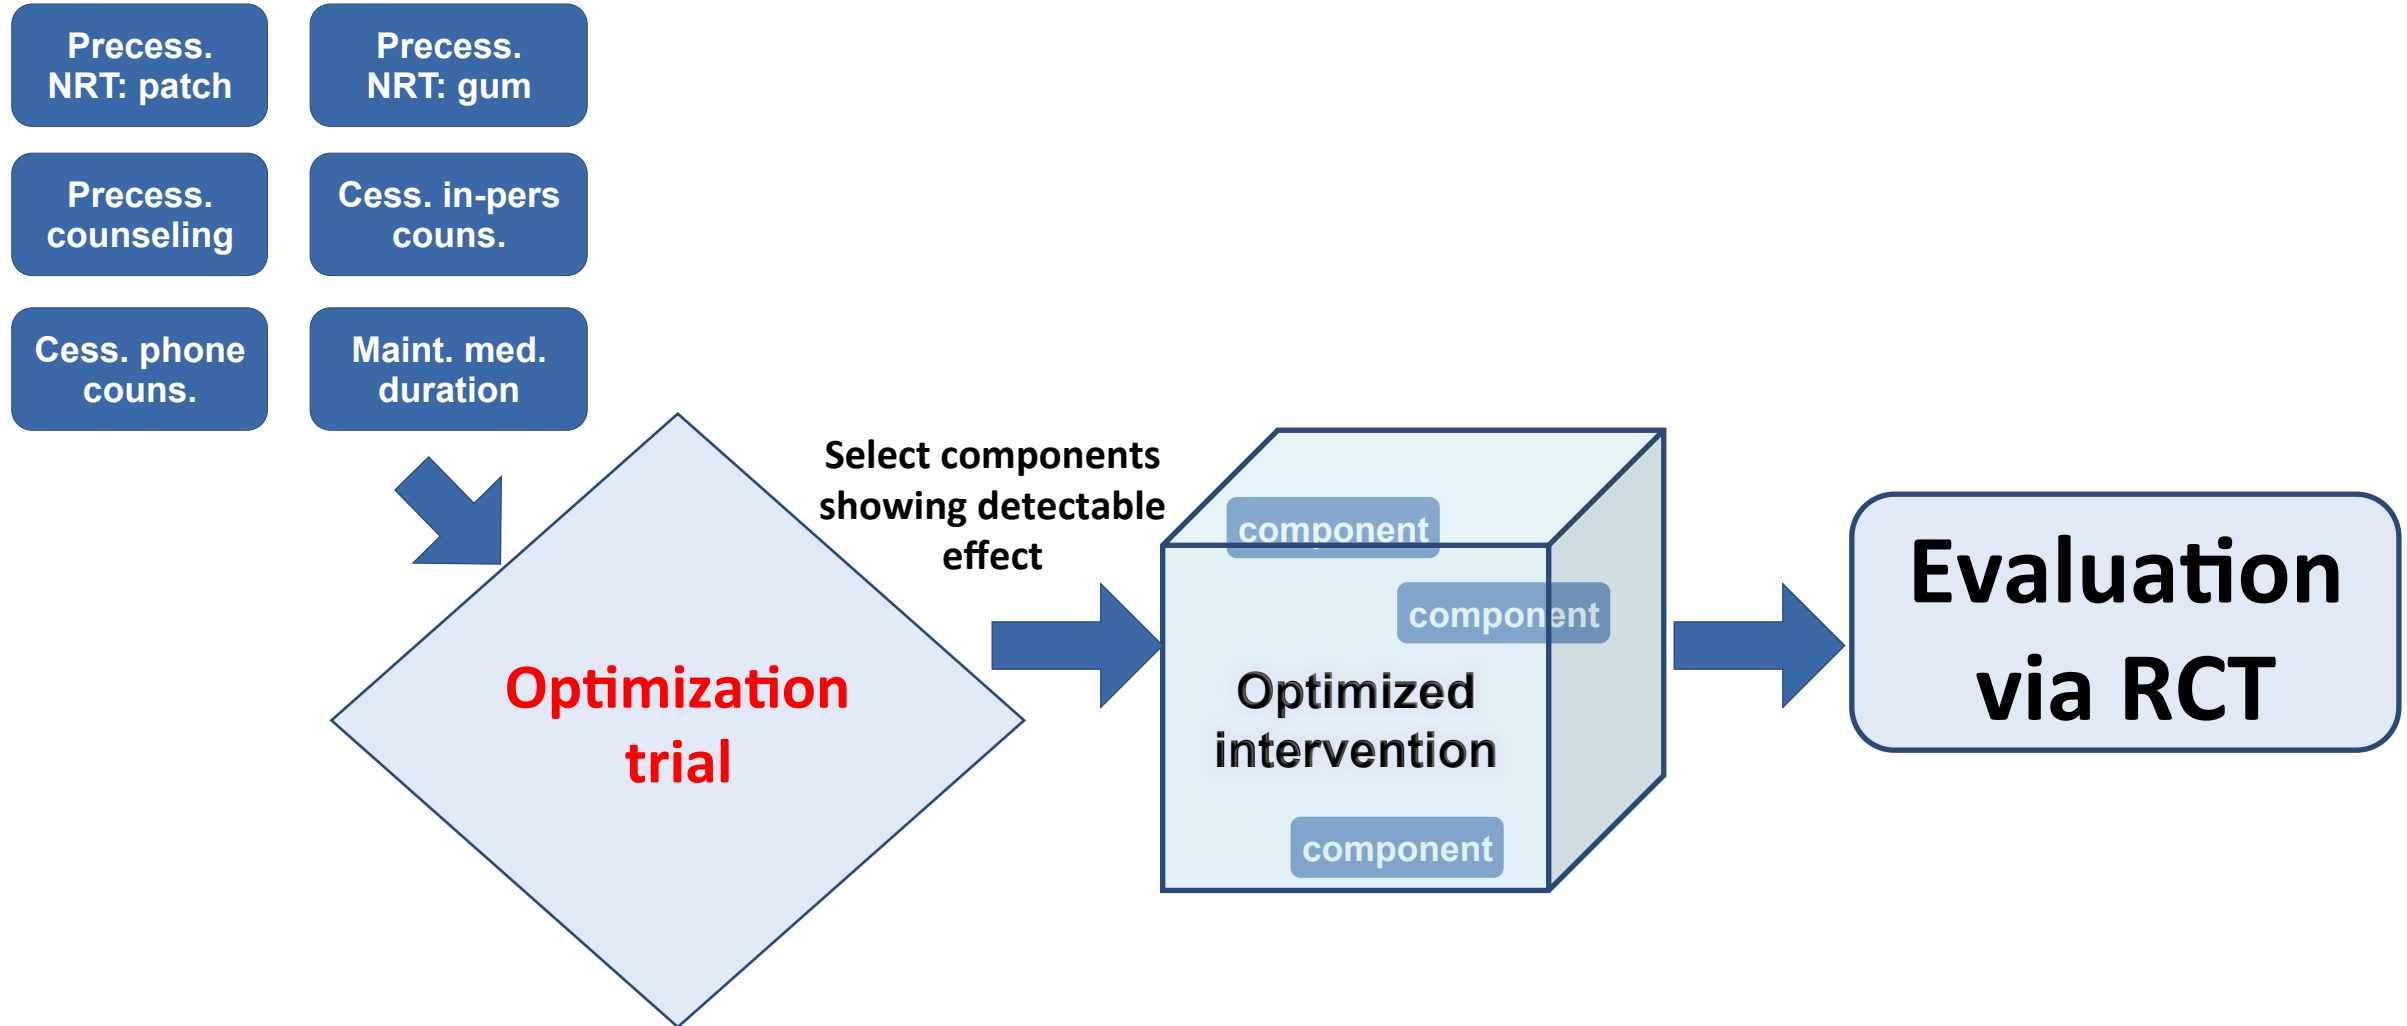 Precess.
NRT: patch
Precess.
NRT: gum
Precess.
counseling
Cess. in-pers
couns.
Cess. phone
couns.
Maint. med.
duration
Optimization
trial
Select components
showing detectable
effect
component
component
Optimized
intervention
component
Evaluation
via RCT